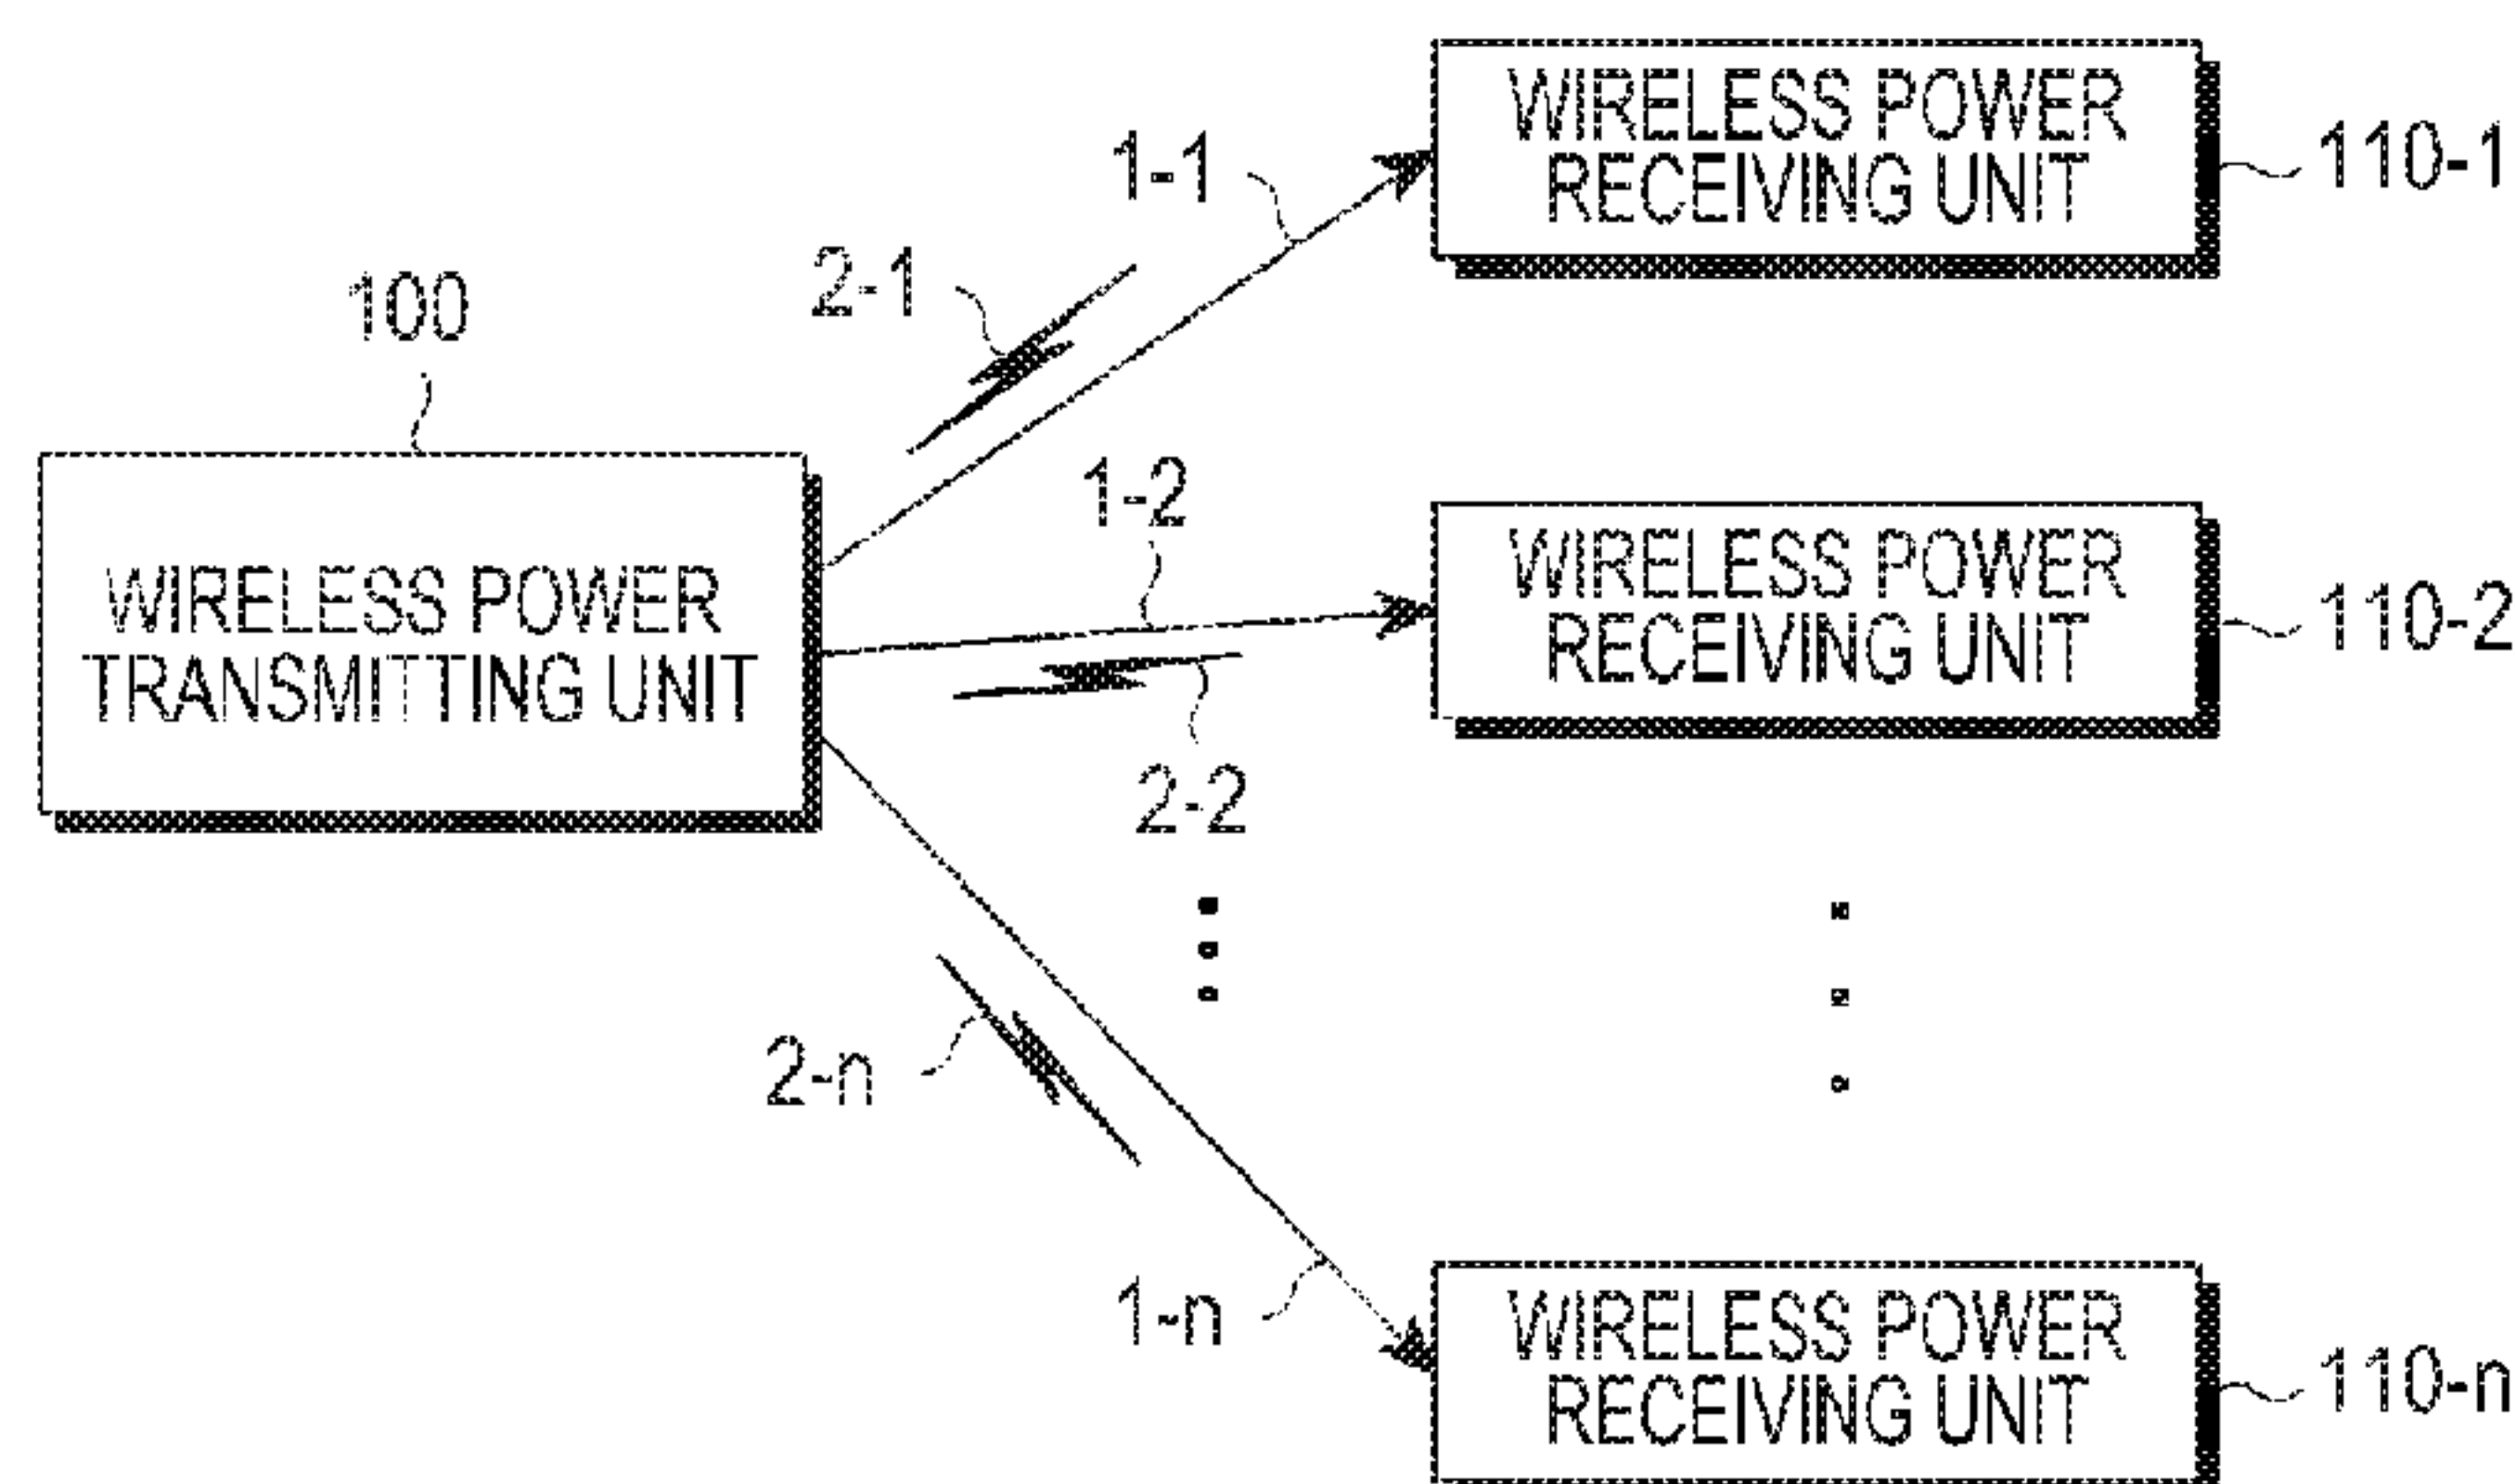 WIRELESS POWER
RECEIVING UNIT
110-1
1-1
2-1
100
1-2
WIRELESS POWER
RECEIVING UNIT
110-2
WIRELESS POWER
TRANSMITTING UNIT
2-2
2-n
1-n
WIRELESS POWER
RECEIVING UNIT
110-n